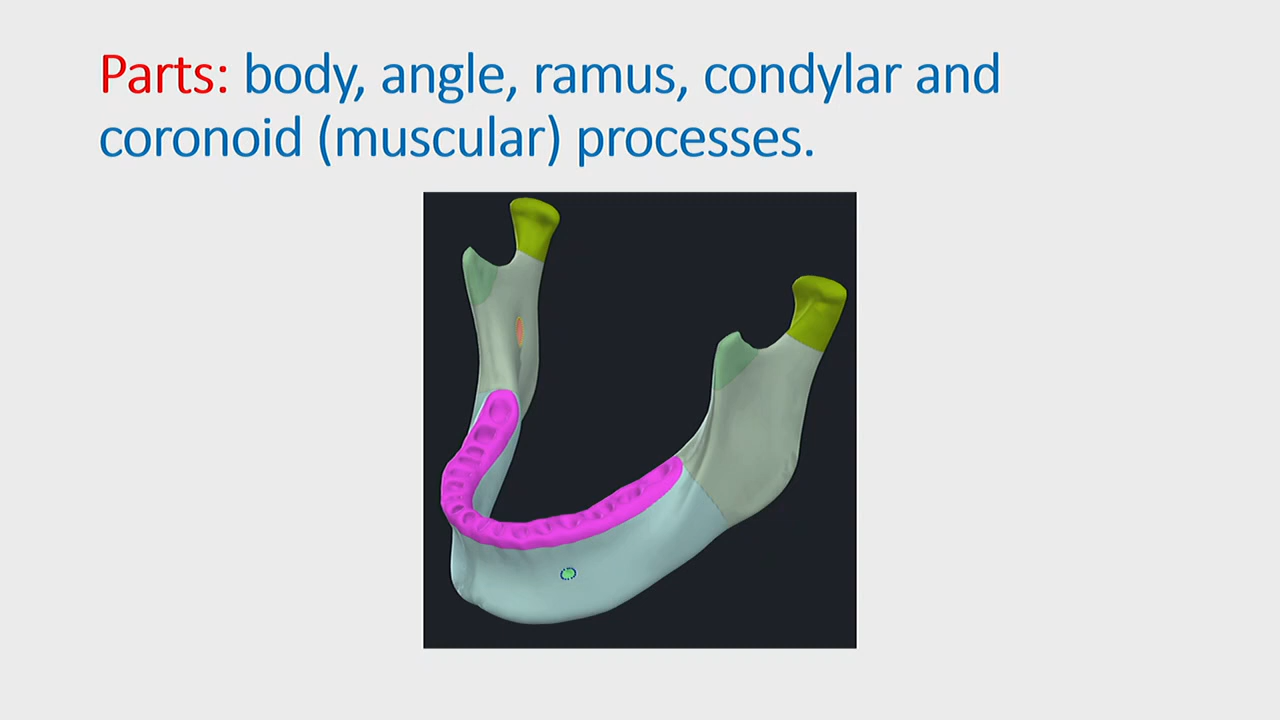 Parts: body, angle, ramus, condylar and
coronoid (muscular) processes.